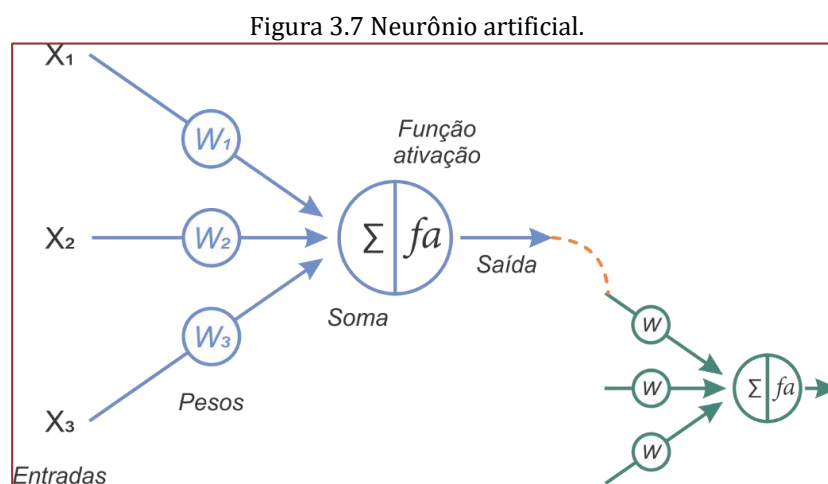 Figura 3.7 Neurônio artificial.
X₁
W₁
Função
ativação
X₂
W₂
Σ fa
Saída
Soma
W₃
W
Pesos
W
Σ fa
X₃
W
Entradas